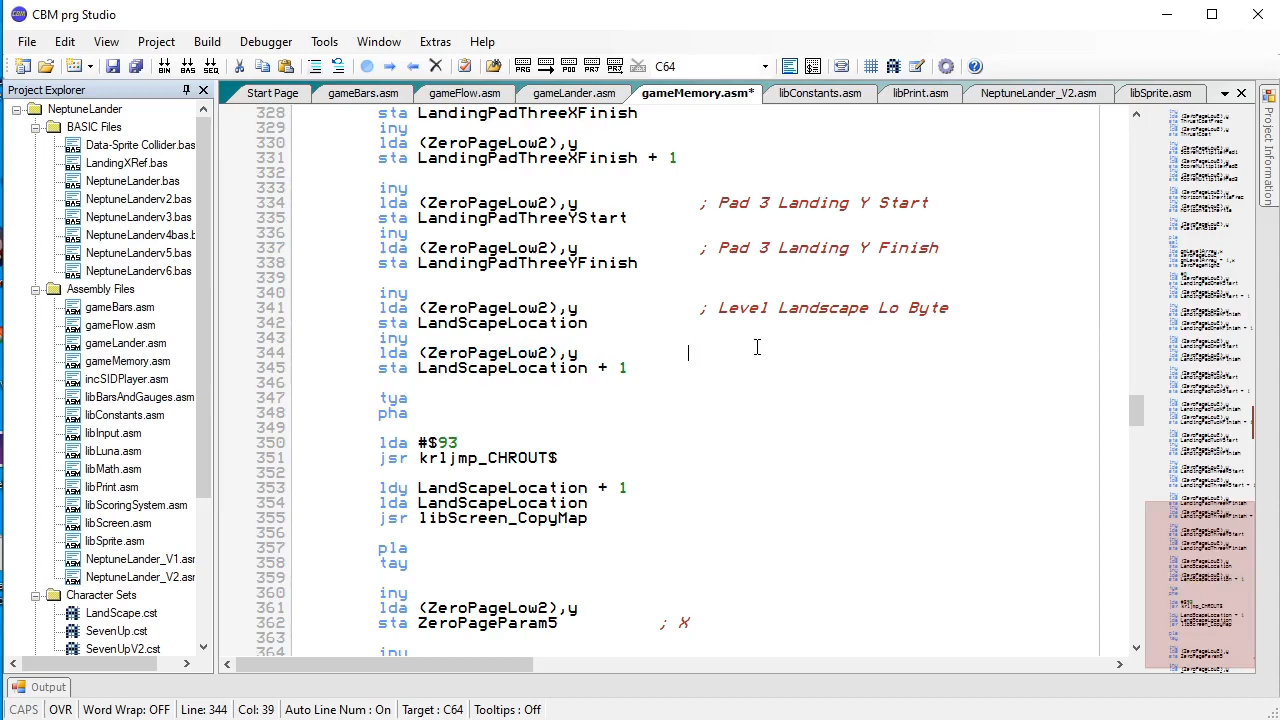 CBM prg Studio
File Edit View Project Build Debugger Tools Window Extras Help
C64
Project Explorer
Start Page gameBars.asm gameFlow.asm gameLander.asm gameMemory.asm* libConstants.asm libPrint.asm NeptuneLander_V2.asm libSprite.asm
NeptuneLander
BASIC Files
Data-Sprite Collider.bas
LandingXRef.bas
NeptuneLander.bas
NeptuneLanderv2.bas
NeptuneLanderv3.bas
NeptuneLanderv4bas.b
NeptuneLanderv5.bas
NeptuneLanderv6.bas
Assembly Files
gameBars.asm
gameFlow.asm
gameLander.asm
gameMemory.asm
incSIDPlayer.asm
libBarsAndGauges.asm
libConstants.asm
libInput.asm
libLuna.asm
libMath.asm
libPrint.asm
libScoringSystem.asm
libScreen.asm
libSprite.asm
NeptuneLander_V1.asm
NeptuneLander_V2.asm
Character Sets
LandScape.cst
SevenUp.cst
SevenUpV2.cst
328 sta LandingPadThreeXFinish
329 iny
330 lda (ZeroPageLow2),y
331 sta LandingPadThreeXFinish + 1
332
333 iny
334 lda (ZeroPageLow2),y ; Pad 3 Landing Y Start
335 sta LandingPadThreeYStart
336 iny
337 lda (ZeroPageLow2),y ; Pad 3 Landing Y Finish
338 sta LandingPadThreeYFinish
339
340 iny
341 lda (ZeroPageLow2),y ; Level Landscape Lo Byte
342 sta LandScapeLocation
343 iny
344 lda (ZeroPageLow2),y
345 sta LandScapeLocation + 1
346
347 tya
348 pha
349
350 lda #$93
351 jsr krljmp_CHROUT$
352
353 ldy LandScapeLocation + 1
354 lda LandScapeLocation
355 jsr libScreen_CopyMap
356
357 pla
358 tay
359
360 iny
361 lda (ZeroPageLow2),y
362 sta ZeroPageParam5 ; X
363
364 iny
Project Information
Output
CAPS OVR Word Wrap: OFF Line: 344 Col: 39 Auto Line Num : On Target : C64 Tooltips : Off